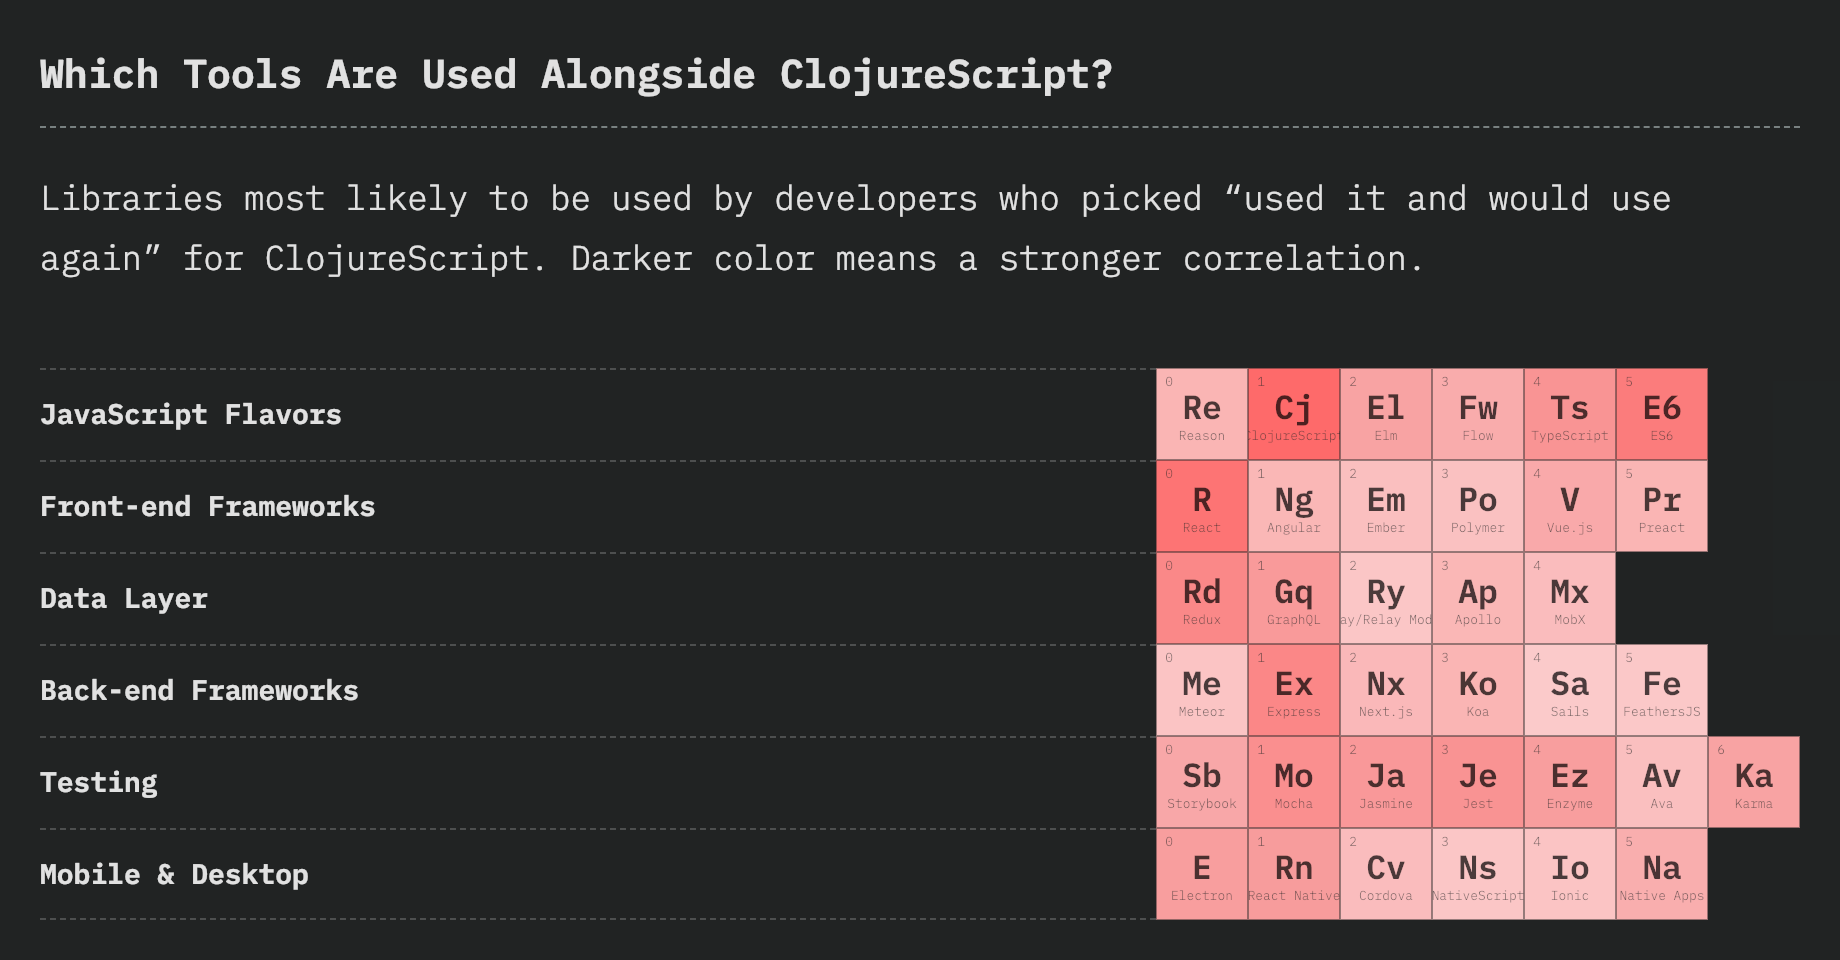 Which Tools Are Used Alongside ClojureScript?
Libraries most likely to be used by developers who picked “used it and would use
again” for ClojureScript. Darker color means a stronger correlation.
JavaScript Flavors
0 1 2 3 4 5
Re Cj El Fw Ts E6
Reason ClojureScript Elm Flow TypeScript ES6
Front-end Frameworks
0 1 2 3 4 5
R Ng Em Po V Pr
React Angular Ember Polymer Vue.js Preact
Data Layer
0 1 2 3 4
Rd Gq Ry Ap Mx
Redux GraphQL ay/Relay Mod Apollo MobX
Back-end Frameworks
0 1 2 3 4 5
Me Ex Nx Ko Sa Fe
Meteor Express Next.js Koa Sails FeathersJS
Testing
0 1 2 3 4 5 6
Sb Mo Ja Je Ez Av Ka
Storybook Mocha Jasmine Jest Enzyme Ava Karma
Mobile & Desktop
0 1 2 3 4 5
E Rn Cv Ns Io Na
Electron React Native Cordova NativeScript Ionic Native Apps